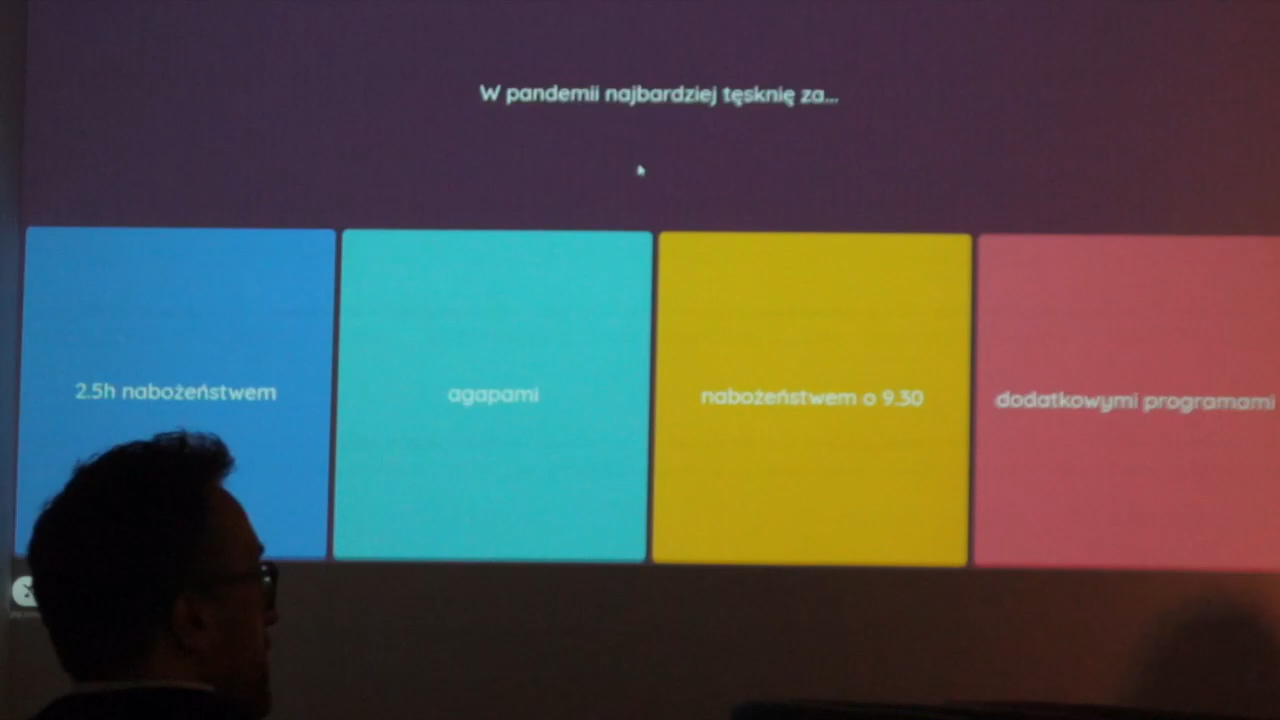 W pandemii najbardziej tęsknię za...
2.5h nabożeństwem
agapami
nabożeństwem o 9.30
dodatkowymi programami